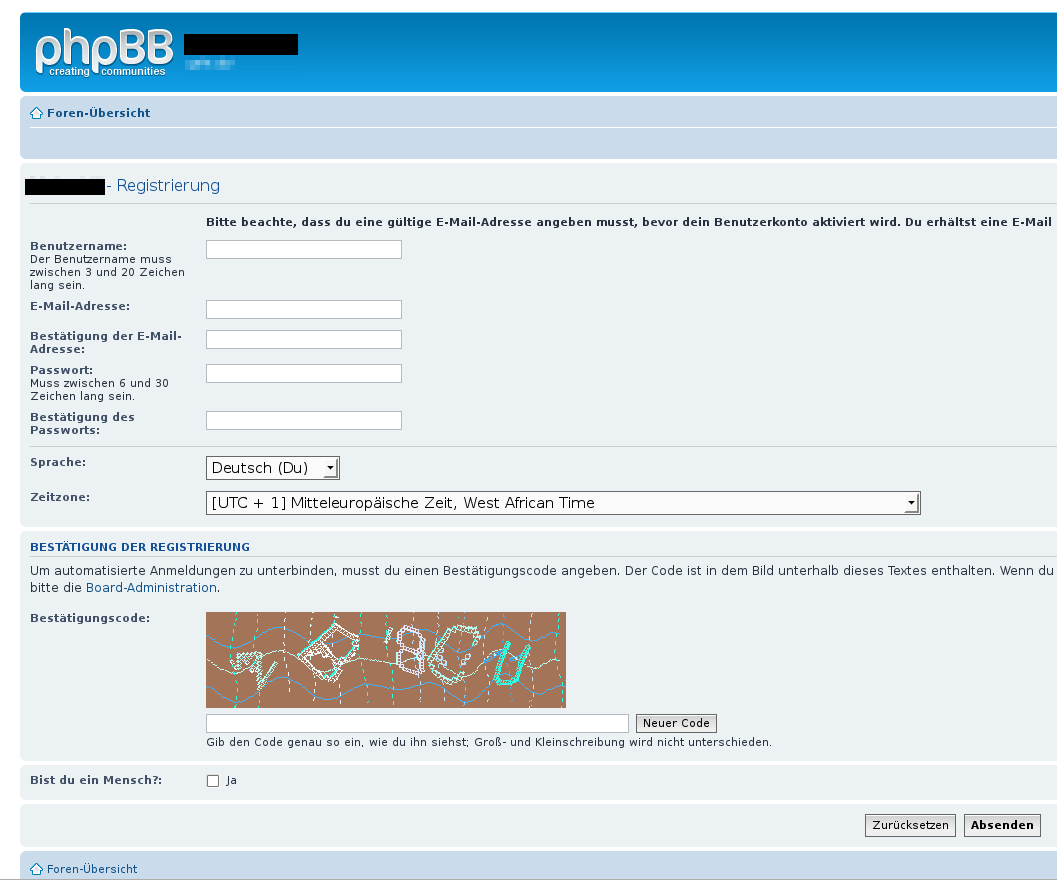 phpBB
creating communities
Foren-Übersicht
- Registrierung
Bitte beachte, dass du eine gültige E-Mail-Adresse angeben musst, bevor dein Benutzerkonto aktiviert wird. Du erhältst eine E-Mail
Benutzername:
Der Benutzername muss
zwischen 3 und 20 Zeichen
lang sein.
E-Mail-Adresse:
Bestätigung der E-Mail-
Adresse:
Passwort:
Muss zwischen 6 und 30
Zeichen lang sein.
Bestätigung des
Passworts:
Sprache:
Deutsch (Du)
Zeitzone:
[UTC + 1] Mitteleuropäische Zeit, West African Time
BESTÄTIGUNG DER REGISTRIERUNG
Um automatisierte Anmeldungen zu unterbinden, musst du einen Bestätigungscode angeben. Der Code ist in dem Bild unterhalb dieses Textes enthalten. Wenn du
bitte die Board-Administration.
Bestätigungscode:
Neuer Code
Gib den Code genau so ein, wie du ihn siehst; Groß- und Kleinschreibung wird nicht unterschieden.
Bist du ein Mensch?:
Ja
Zurücksetzen
Absenden
Foren-Übersicht